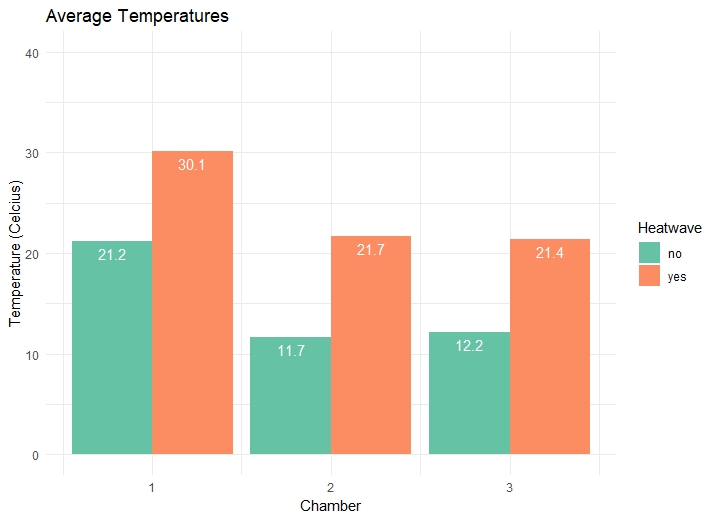 Average Temperatures
40
30
20
10
0
Temperature (Celcius)
30.1
21.2
21.7
21.4
11.7
12.2
1
2
3
Chamber
Heatwave
no
yes